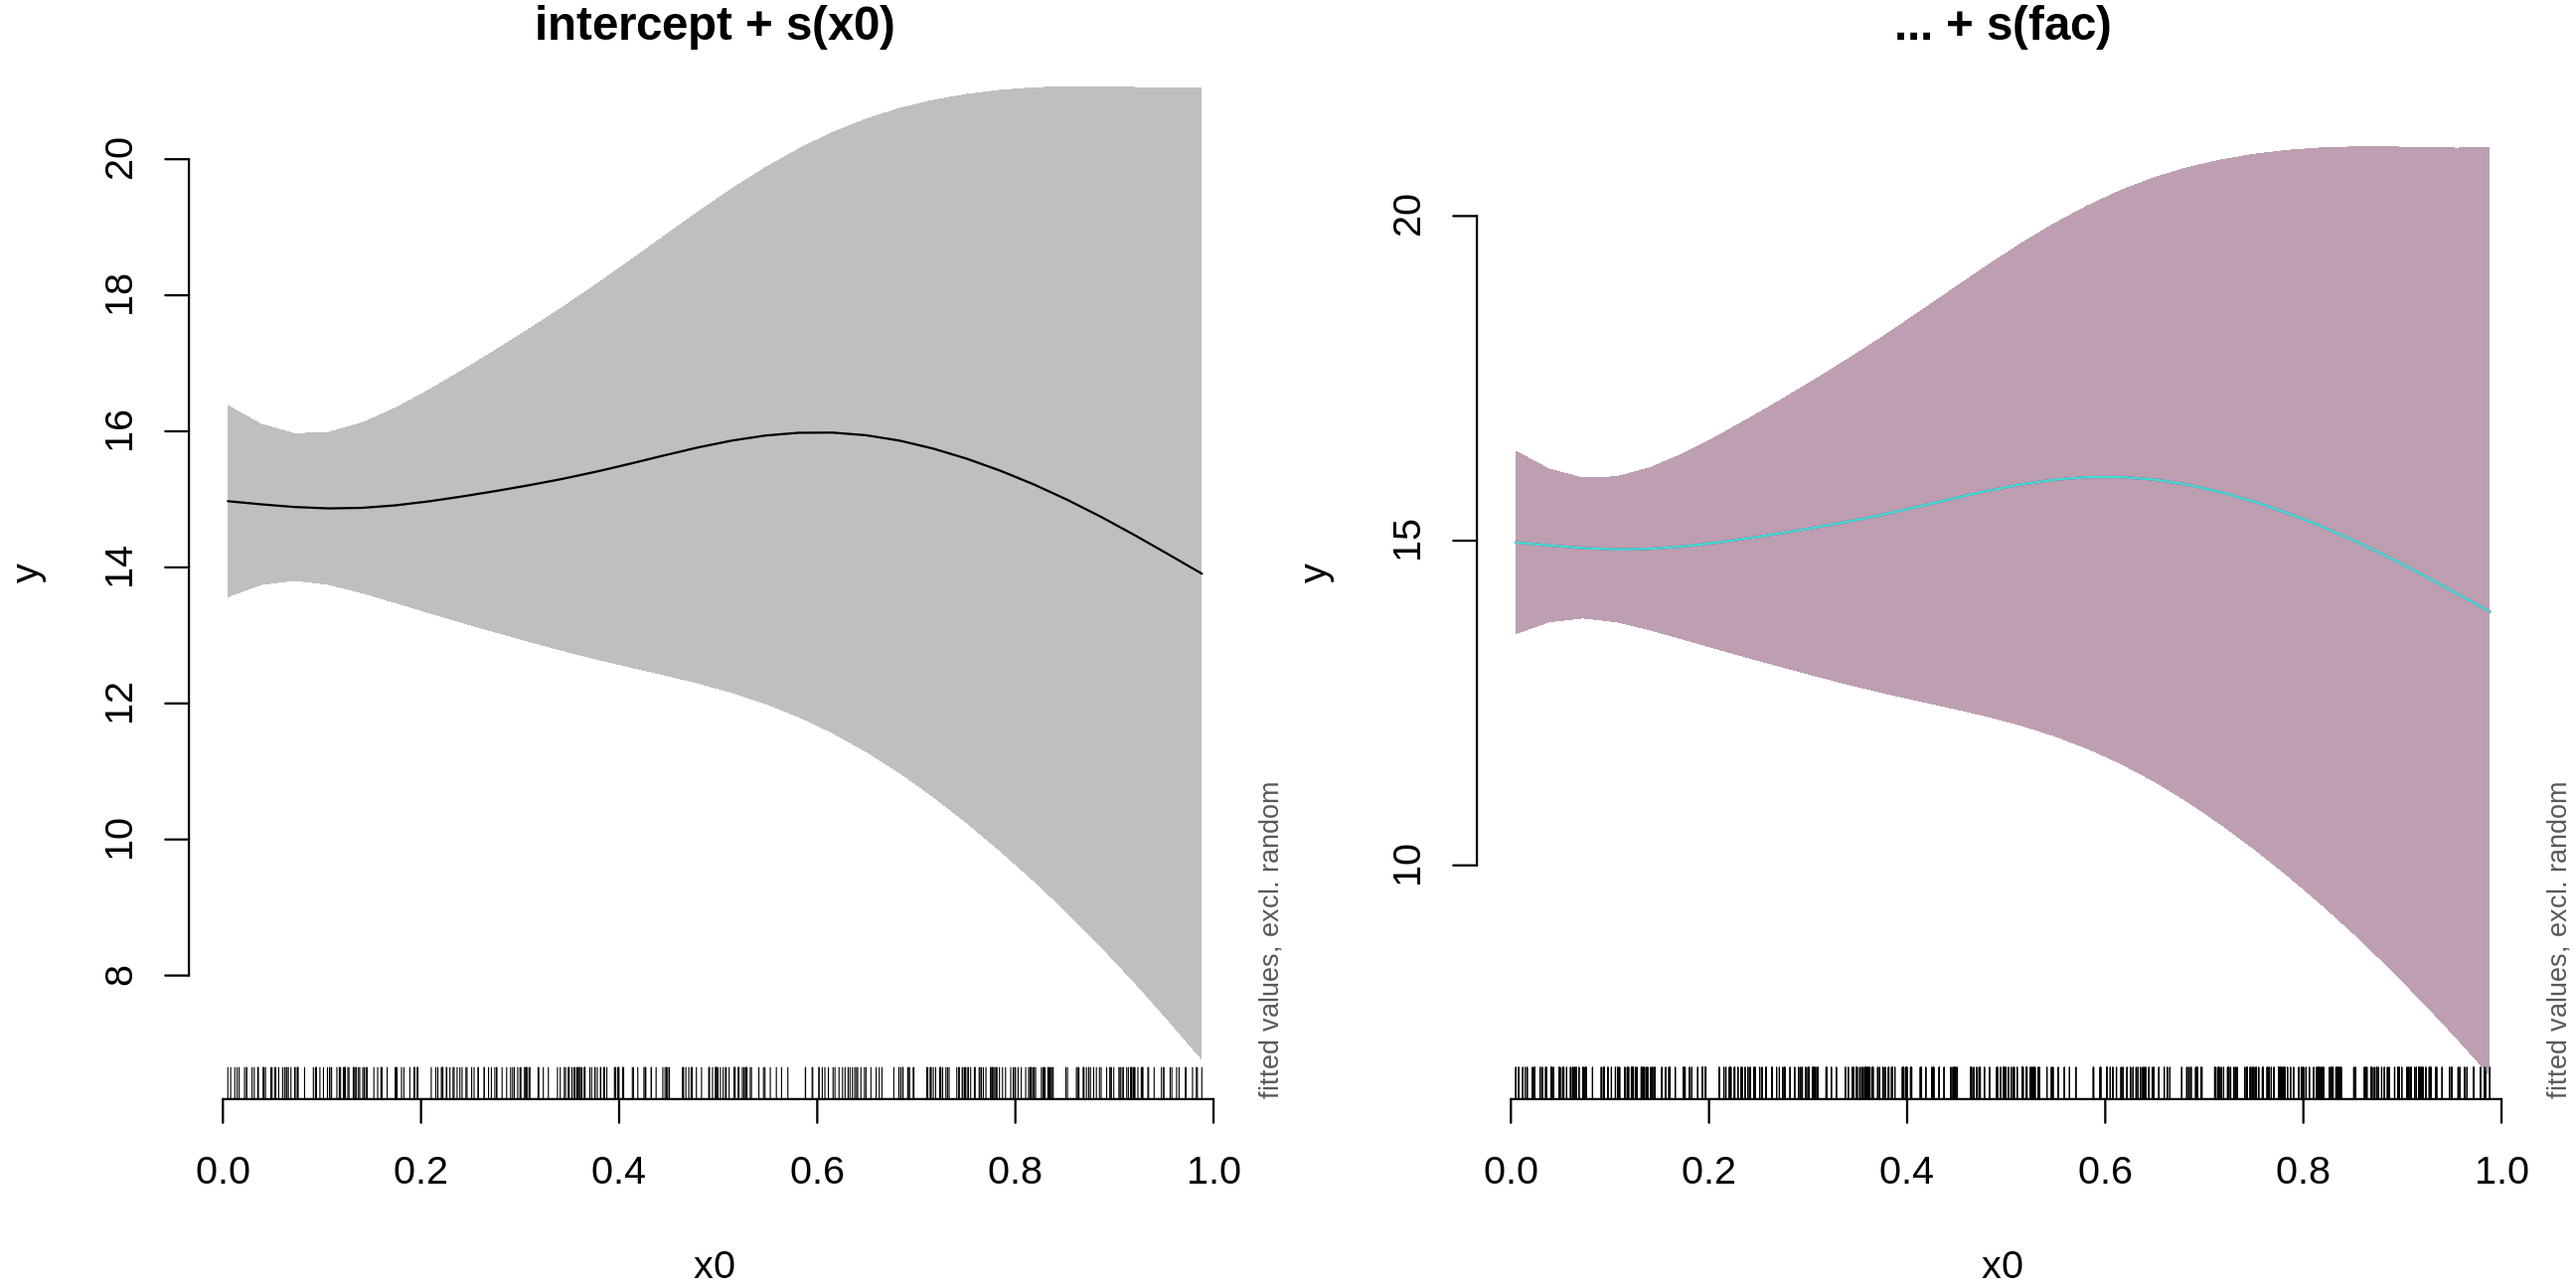 intercept + s(x0)
y
20
18
16
14
12
10
8
0.0 0.2 0.4 0.6 0.8 1.0
x0
fitted values, excl. random
... + s(fac)
y
20
15
10
0.0 0.2 0.4 0.6 0.8 1.0
x0
fitted values, excl. random